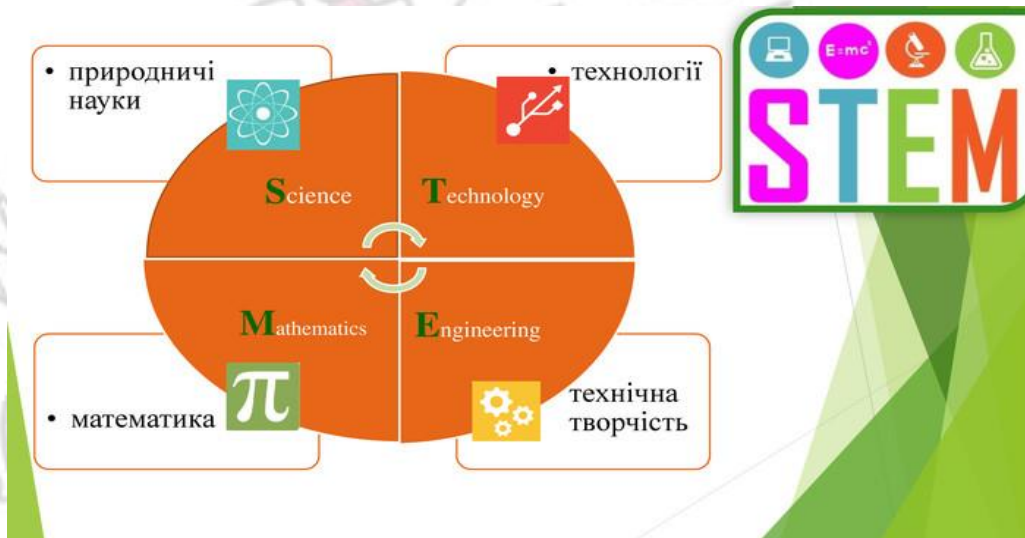 • природничі
науки
• технології
E=mc²
STEM
Science
Technology
Mathematics
Engineering
π
• математика
технічна
творчість